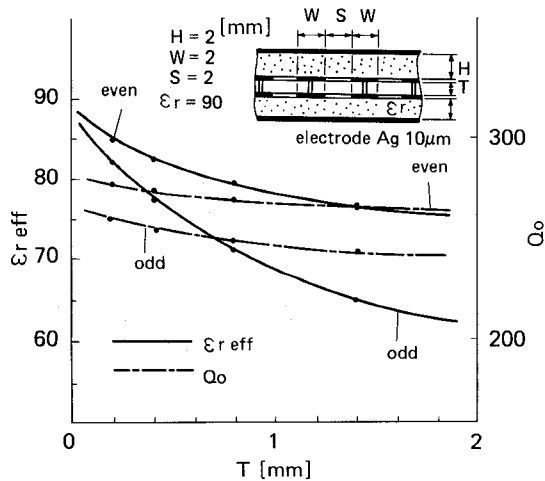 [mm]
H = 2
W = 2
S = 2
εr = 90
W S W
H
T
εr
electrode Ag 10μm
90
80
70
60
εr eff
300
200
Qo
even
even
odd
odd
εr eff
Qo
0 1 2
T [mm]